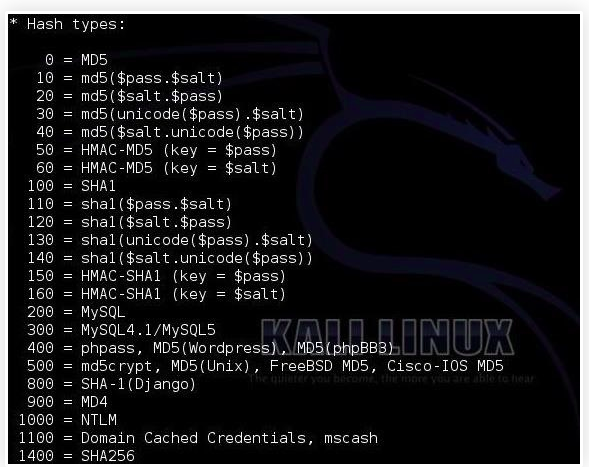 * Hash types:
0 = MD5
10 = md5($pass.$salt)
20 = md5($salt.$pass)
30 = md5(unicode($pass).$salt)
40 = md5($salt.unicode($pass))
50 = HMAC-MD5 (key = $pass)
60 = HMAC-MD5 (key = $salt)
100 = SHA1
110 = sha1($pass.$salt)
120 = sha1($salt.$pass)
130 = sha1(unicode($pass).$salt)
140 = sha1($salt.unicode($pass))
150 = HMAC-SHA1 (key = $pass)
160 = HMAC-SHA1 (key = $salt)
200 = MySQL
300 = MySQL4.1/MySQL5
KALI LINUX
400 = phpass, MD5(Wordpress), MD5(phpBB3)
500 = md5crypt, MD5(Unix), FreeBSD MD5, Cisco-IOS MD5
The quieter you become, the more you are able to hear
800 = SHA-1(Django)
900 = MD4
1000 = NTLM
1100 = Domain Cached Credentials, mscash
1400 = SHA256